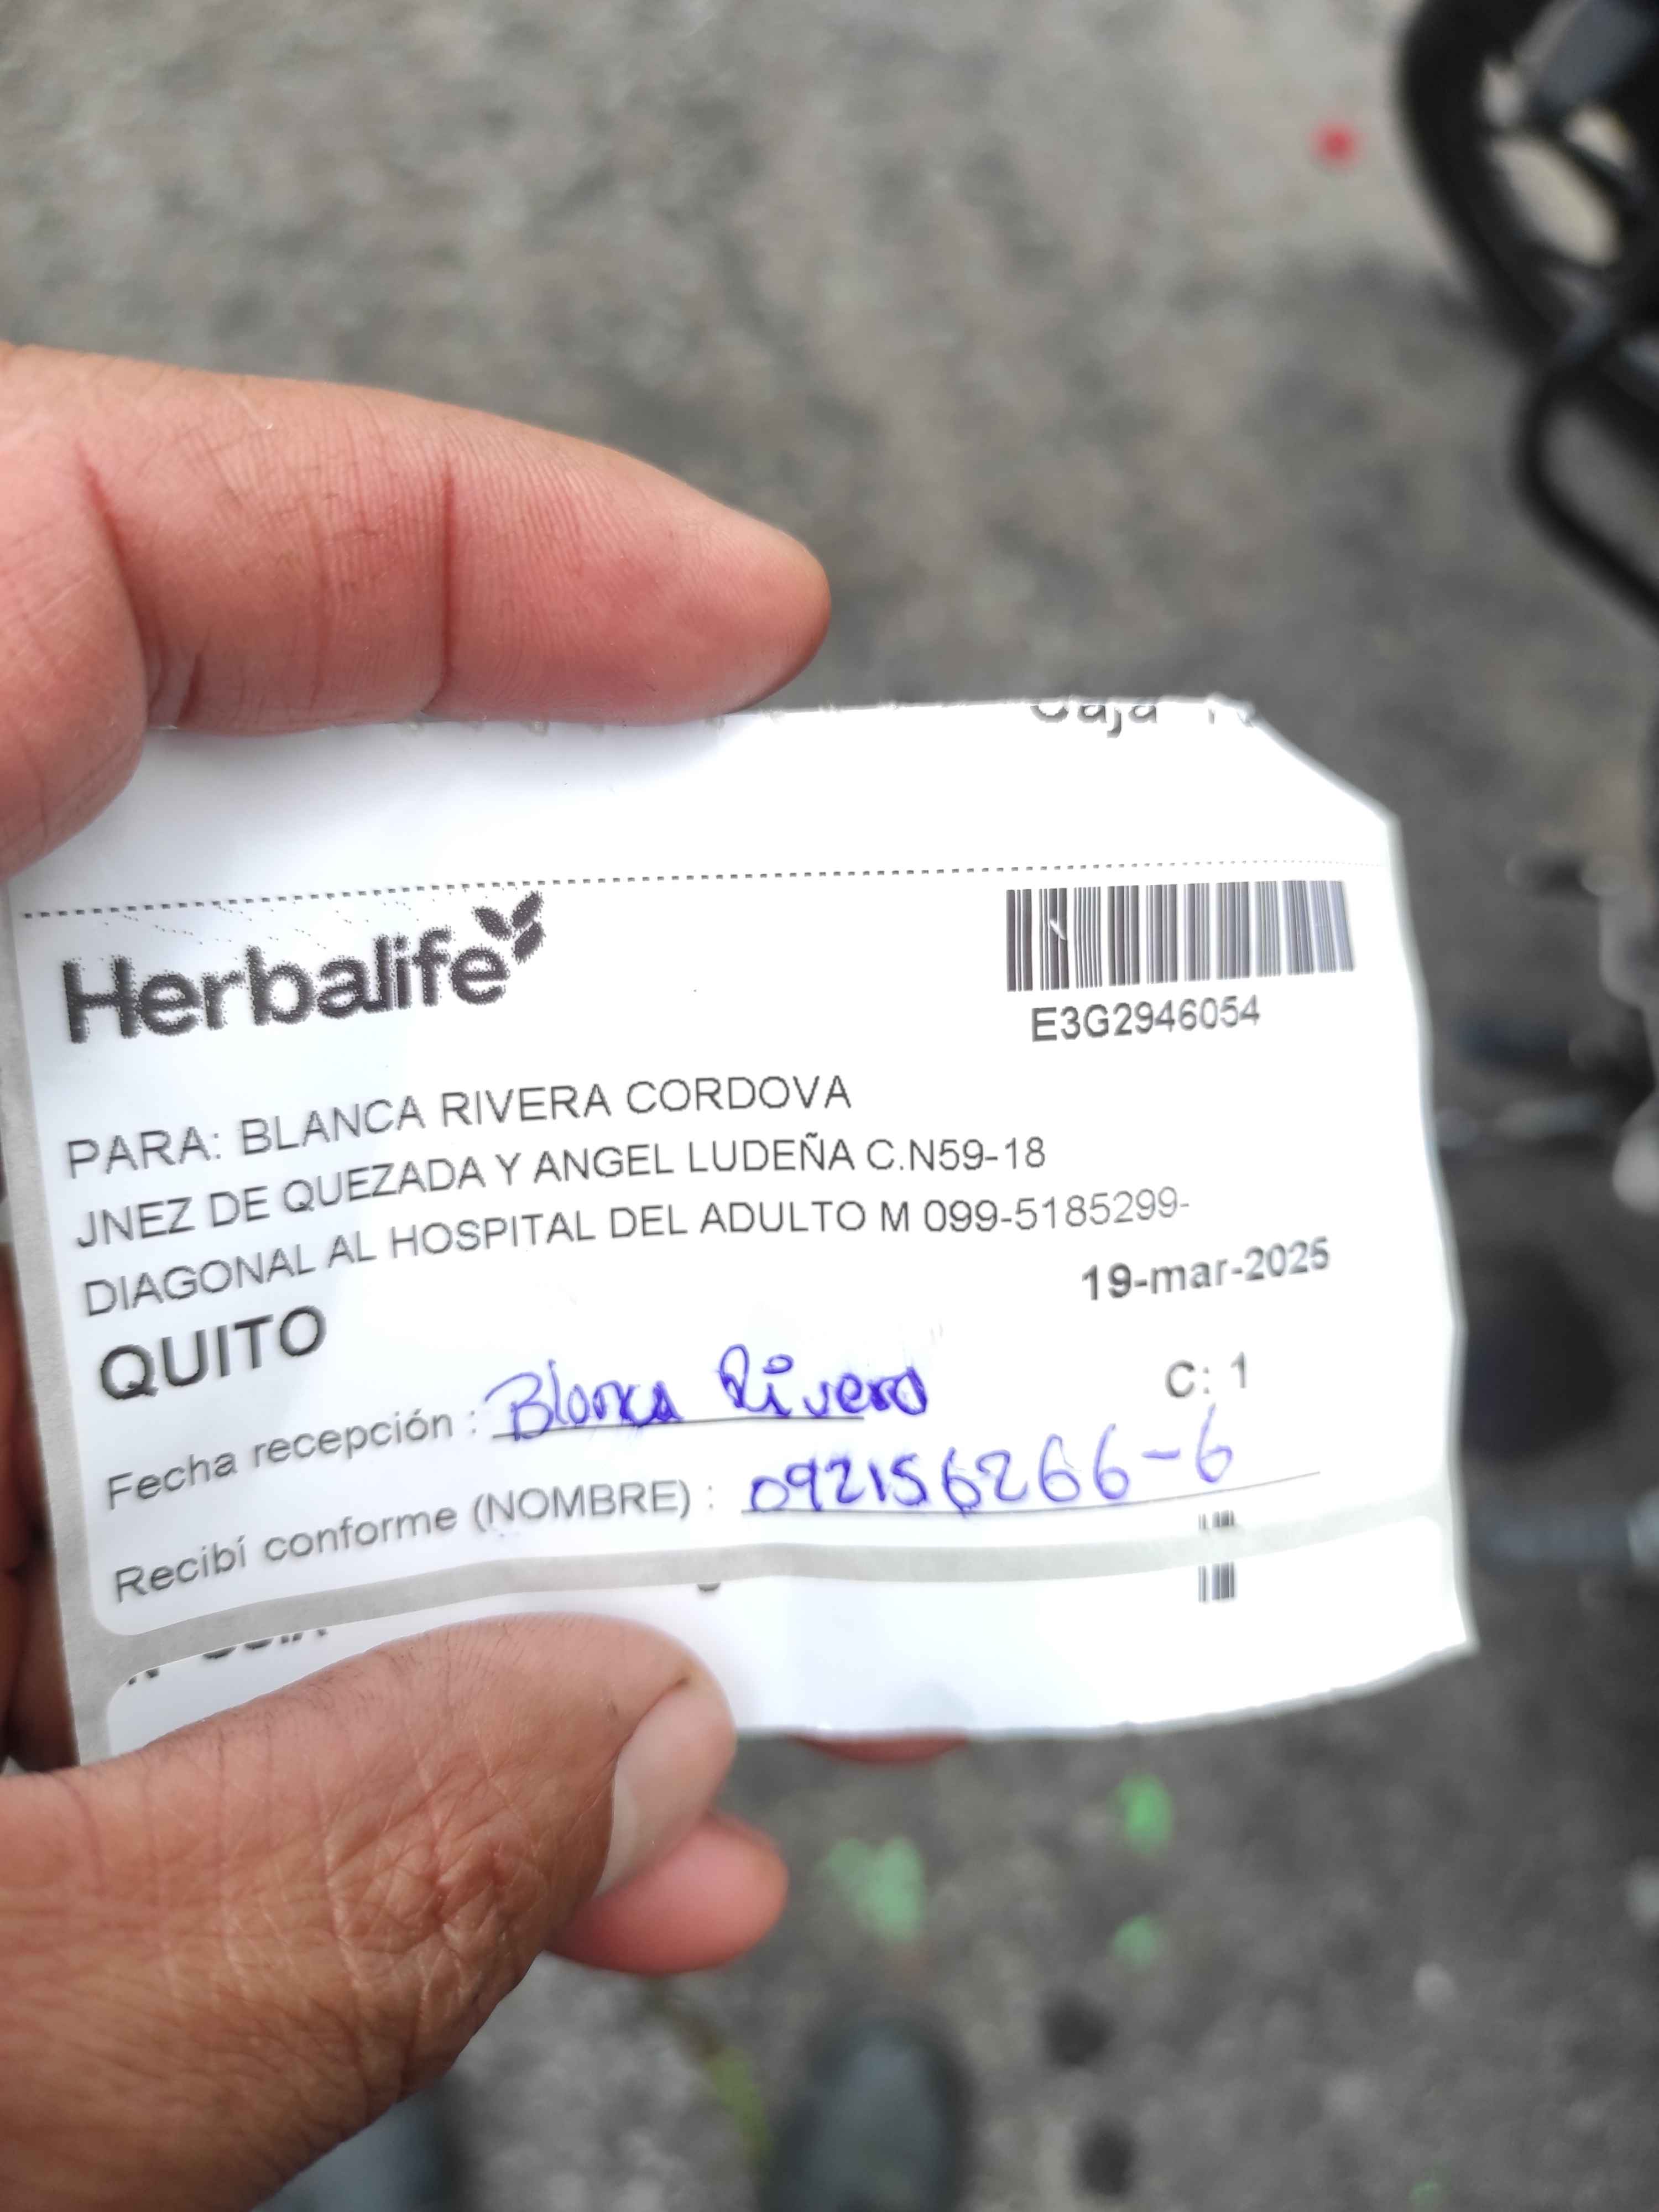 Caja
Herbalife
E3G2946054
PARA: BLANCA RIVERA CORDOVA
JNEZ DE QUEZADA Y ANGEL LUDEÑA C.N59-18
DIAGONAL AL HOSPITAL DEL ADULTO M 099-5185299-
19-mar-2025
QUITO
C: 1
Fecha recepción : Blanca Rivera
Recibí conforme (NOMBRE) :092156266-6